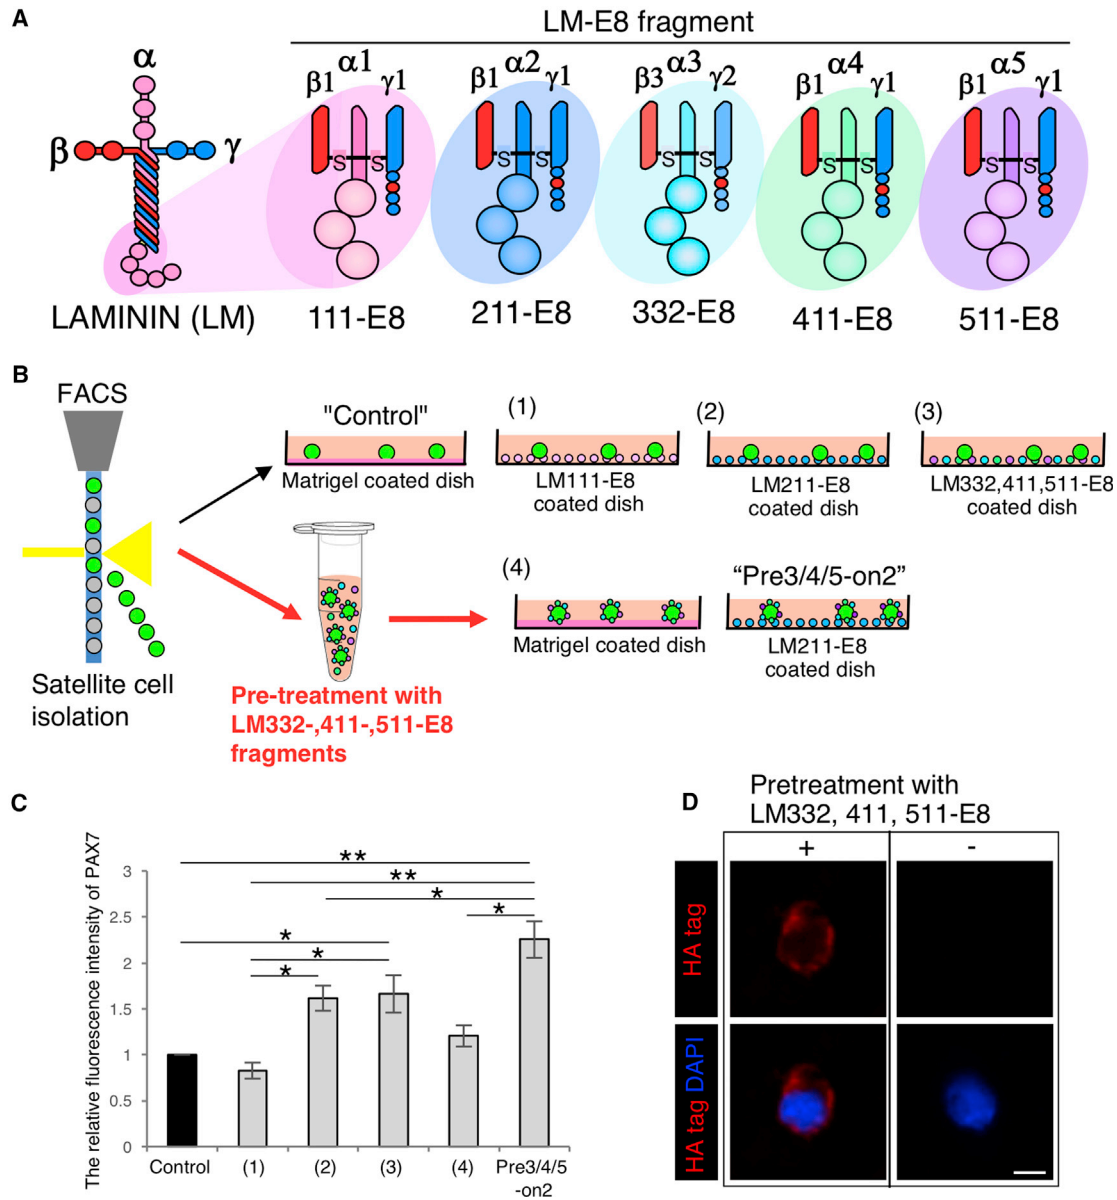 A
LM-E8 fragment
α
β
γ
β1 α1 γ1
β1 α2 γ1
β3 α3 γ2
β1 α4 γ1
β1 α5 γ1
S S
S S
S S
S S
S S
LAMININ (LM)
111-E8
211-E8
332-E8
411-E8
511-E8
B
FACS
Satellite cell
isolation
"Control"
Matrigel coated dish
(1)
LM111-E8
coated dish
(2)
LM211-E8
coated dish
(3)
LM332,411,511-E8
coated dish
Pre-treatment with
LM332-,411-,511-E8
fragments
(4)
Matrigel coated dish
“Pre3/4/5-on2”
LM211-E8
coated dish
C
The relative fluorescence intensity of PAX7
3
2.5
2
1.5
1
0.5
0
**
**
*
*
*
*
*
Control
(1)
(2)
(3)
(4)
Pre3/4/5
-on2
D
Pretreatment with
LM332, 411, 511-E8
+
-
HA tag
HA tag DAPI